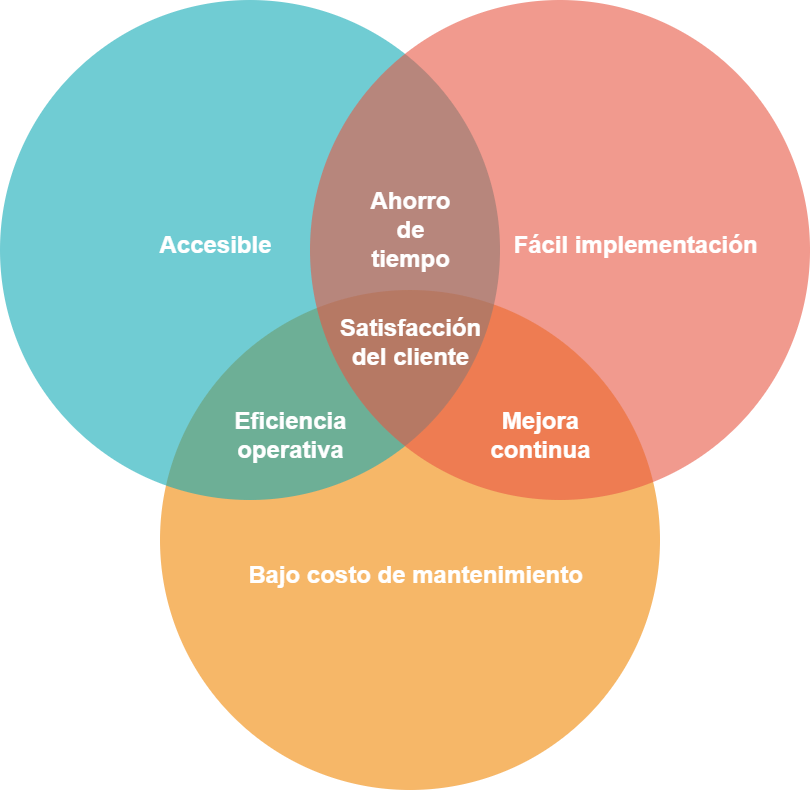 Ahorro
de
tiempo
Accesible
Fácil implementación
Satisfacción
del cliente
Eficiencia
operativa
Mejora
continua
Bajo costo de mantenimiento